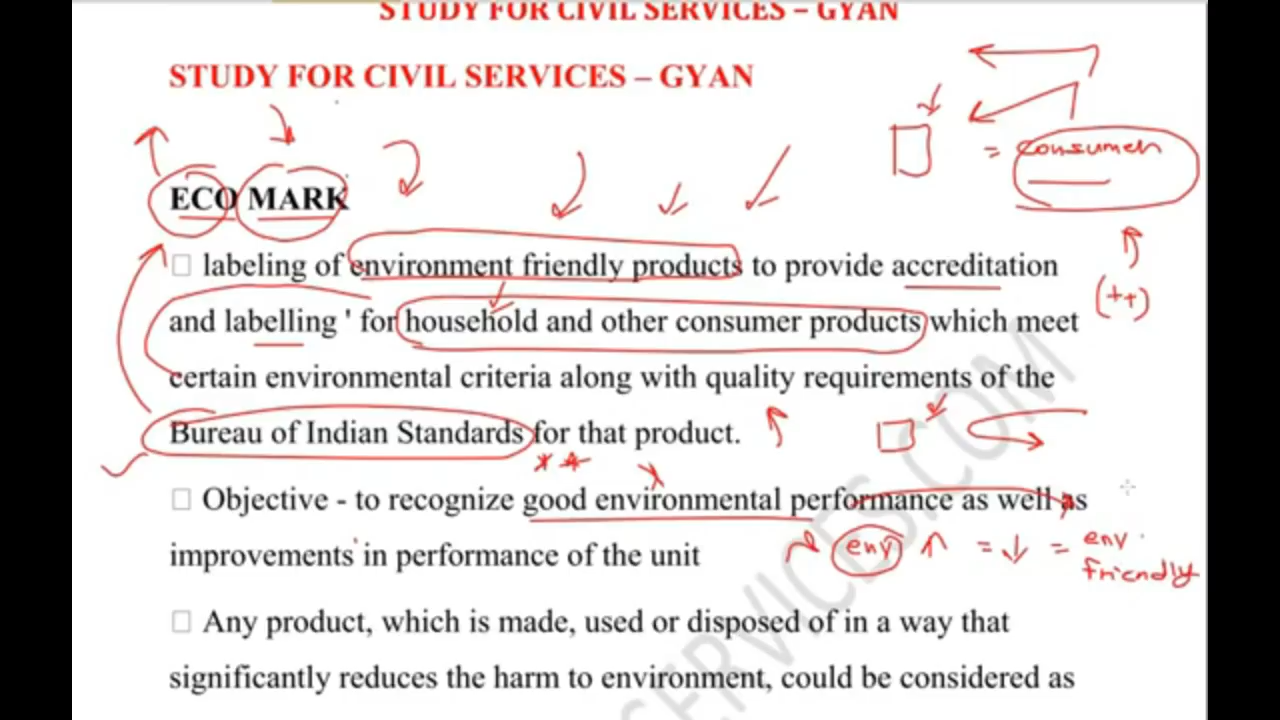 STUDY FOR CIVIL SERVICES – GYAN
STUDY FOR CIVIL SERVICES – GYAN
= consumer
ECO MARK
labeling of environment friendly products to provide accreditation
(++)
and labelling ' for household and other consumer products which meet
certain environmental criteria along with quality requirements of the
Bureau of Indian Standards for that product.
Objective - to recognize good environmental performance as well as
improvements in performance of the unit
env ↑ = ↓ = env friendly
Any product, which is made, used or disposed of in a way that
significantly reduces the harm to environment, could be considered as
SERVICES.COM